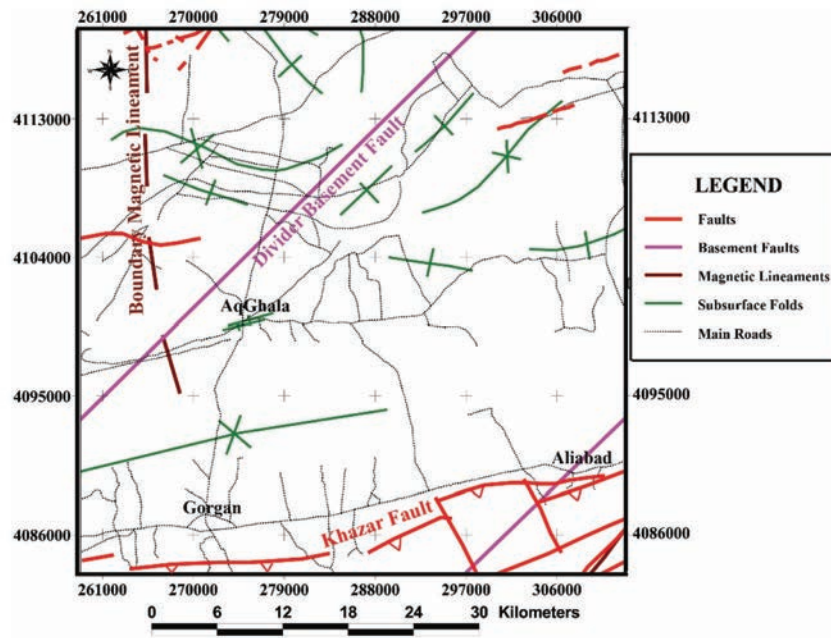 261000 270000 279000 288000 297000 306000
4113000
4113000
Boundary Magnetic Lineament
Divider Basement Fault
4104000
4104000
AqGhala
4095000
4095000
Aliabad
Gorgan
Khazar Fault
4086000
4086000
261000 270000 279000 288000 297000 306000
0 6 12 18 24 30 Kilometers
LEGEND
Faults
Basement Faults
Magnetic Lineaments
Subsurface Folds
Main Roads